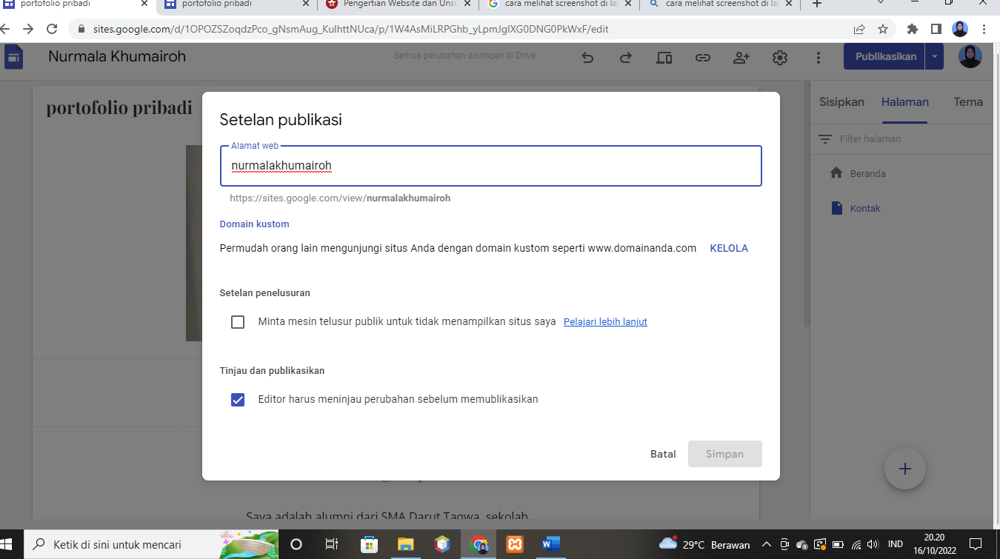 portofolio pribadi
portofolio pribadi
Pengertian Website dan Unsu
cara melihat screenshot di la
cara melihat screenshot di la
sites.google.com/d/1OPOZSZoqdzPco_gNsmAug_KulhttNUca/p/1W4AsMiLRPGhb_yLpmJglXG0DNG0PkWxF/edit
Nurmala Khumairoh
Semua perubahan disimpan di Drive
Publikasikan
portofolio pribadi
Sisipkan Halaman Tema
Filter halaman
Beranda
Kontak
Setelan publikasi
Alamat web
nurmalakhumairoh
https://sites.google.com/view/nurmalakhumairoh
Domain kustom
Permudah orang lain mengunjungi situs Anda dengan domain kustom seperti www.domainanda.com KELOLA
Setelan penelusuran
Minta mesin telusur publik untuk tidak menampilkan situs saya Pelajari lebih lanjut
Tinjau dan publikasikan
Editor harus meninjau perubahan sebelum memublikasikan
Batal Simpan
Saya adalah alumni dari SMA Darut Taqwa, sekolah
Ketik di sini untuk mencari
29°C Berawan
IND
20.20
16/10/2022